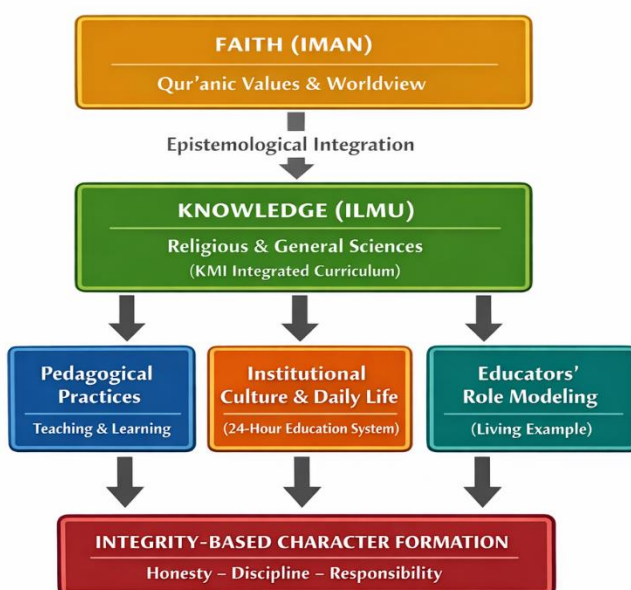 FAITH (IMAN)
Qur'anic Values & Worldview
Epistemological Integration
KNOWLEDGE (ILMU)
Religious & General Sciences
(KMI Integrated Curriculum)
Pedagogical
Practices
Teaching & Learning
Institutional
Culture & Daily Life
(24-Hour Education System)
Educators'
Role Modeling
(Living Example)
INTEGRITY-BASED CHARACTER FORMATION
Honesty – Discipline – Responsibility